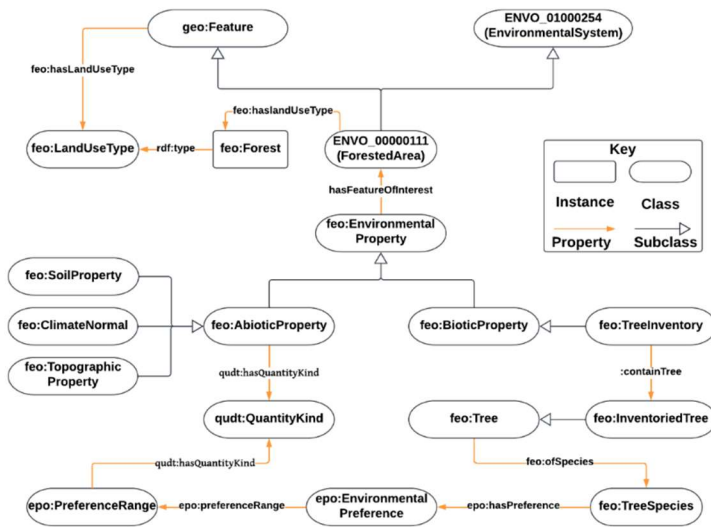 geo:Feature
ENVO_01000254
(EnvironmentalSystem)
feo:hasLandUseType
feo:haslandUseType
feo:LandUseType
rdf:type
feo:Forest
ENVO_00000111
(ForestedArea)
Key
Instance
Class
Property
Subclass
hasFeatureOfInterest
feo:Environmental
Property
feo:SoilProperty
feo:ClimateNormal
feo:AbioticProperty
feo:BioticProperty
feo:TreeInventory
feo:Topographic
Property
qudt:hasQuantityKind
:containTree
qudt:QuantityKind
feo:Tree
feo:InventoriedTree
qudt:hasQuantityKind
feo:ofSpecies
epo:PreferenceRange
epo:preferenceRange
epo:Environmental
Preference
epo:hasPreference
feo:TreeSpecies